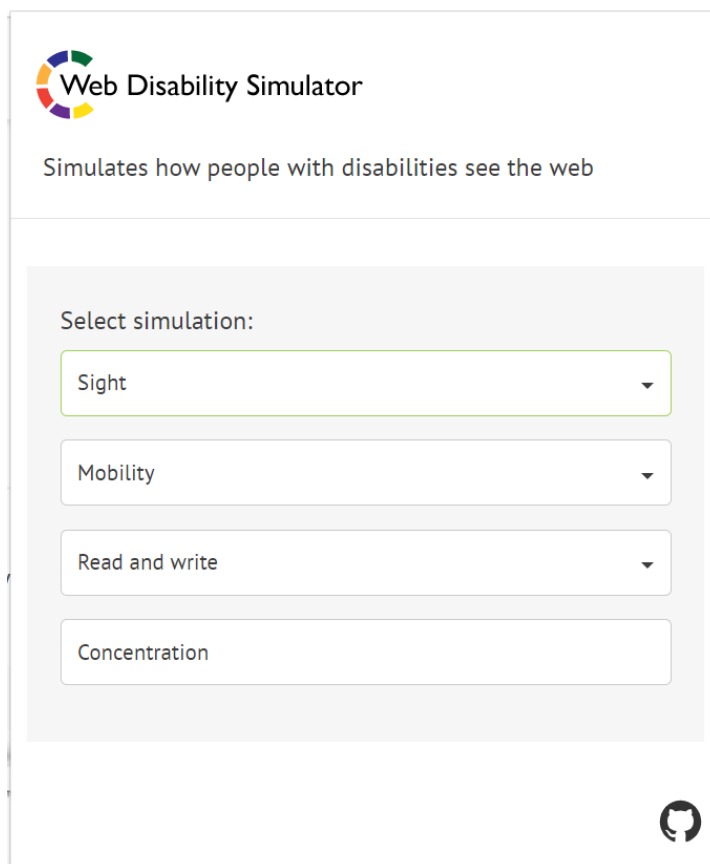 Web Disability Simulator
Simulates how people with disabilities see the web
Select simulation:
Sight
Mobility
Read and write
Concentration